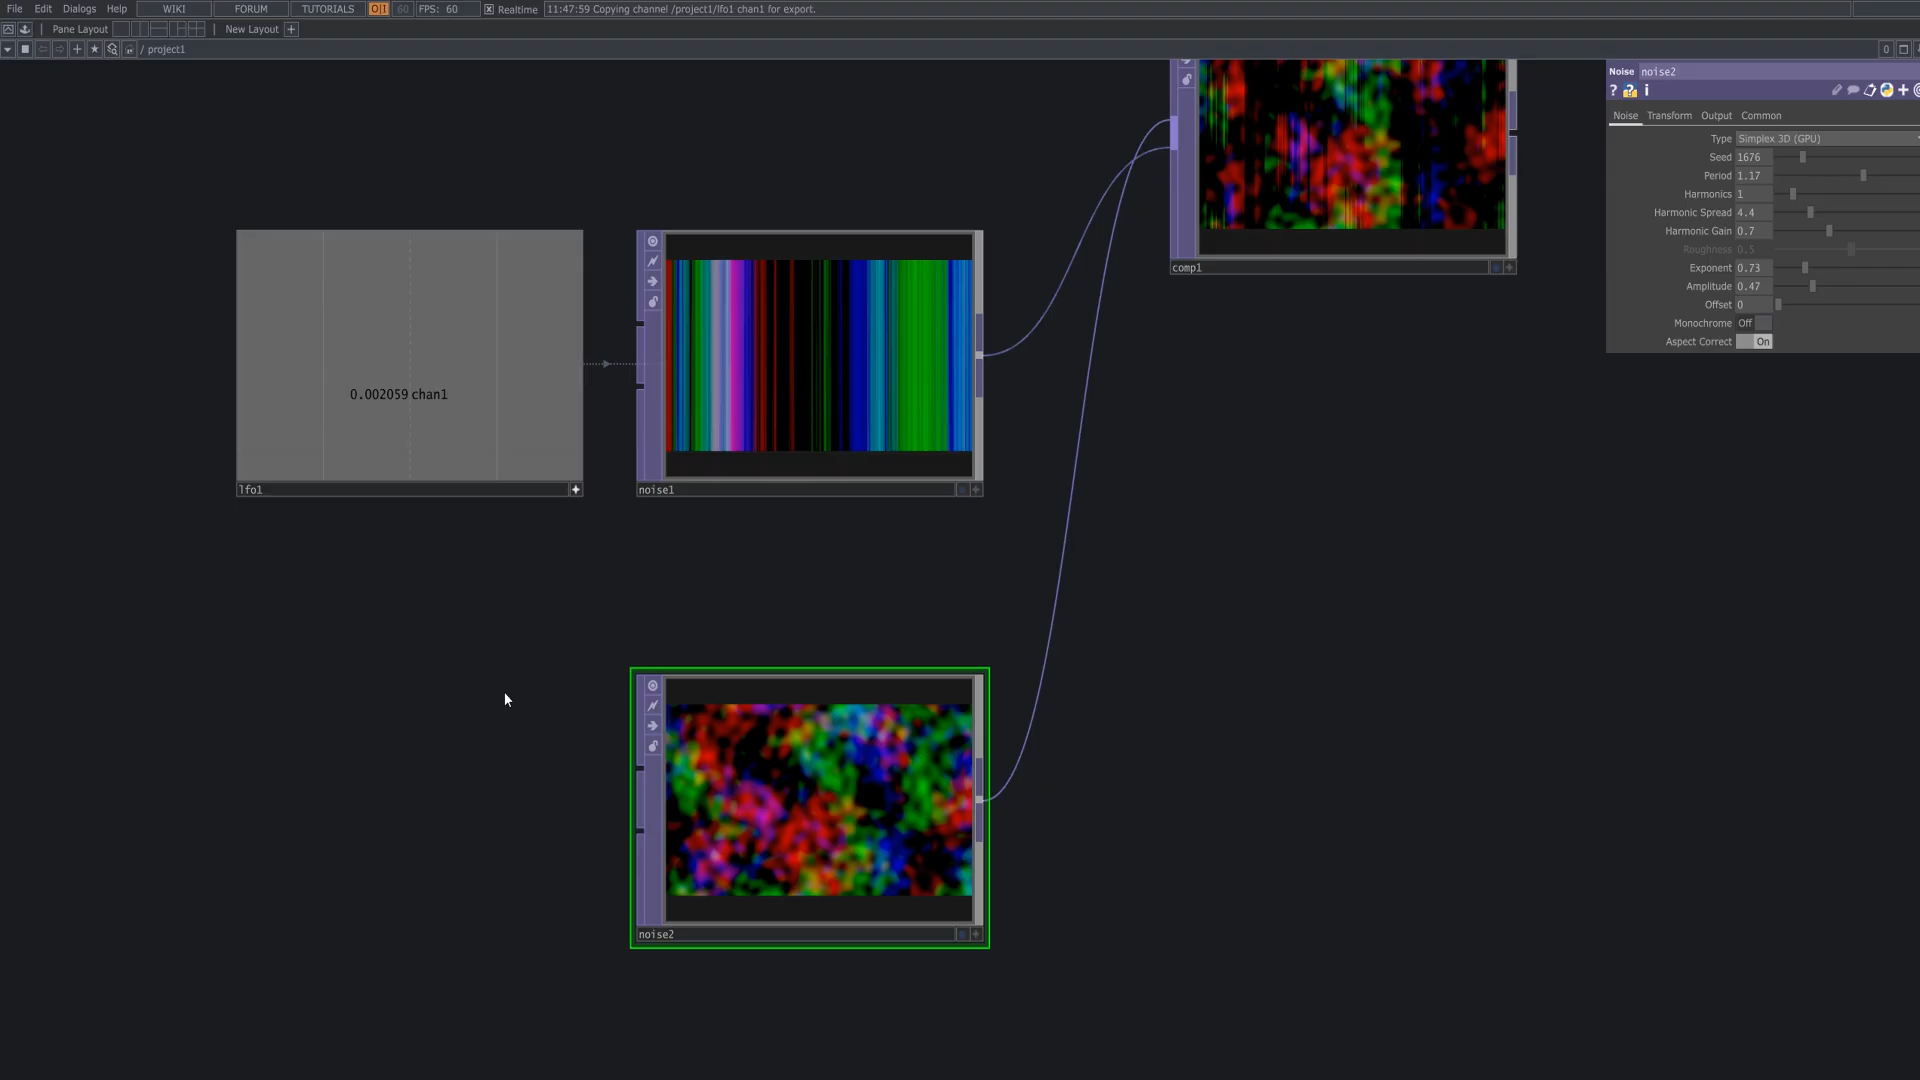 File Edit Dialogs Help WIKI FORUM TUTORIALS O|I 60 FPS: 60 Realtime 11:47:59 Copying channel /project1/lfo1 chan1 for export.
Pane Layout New Layout +
/ project1 0
Noise noise2
? ? i
Noise Transform Output Common
Type Simplex 3D (GPU)
Seed 1676
Period 1.17
Harmonics 1
Harmonic Spread 4.4
Harmonic Gain 0.7
Roughness 0.5
Exponent 0.73
Amplitude 0.47
Offset 0
Monochrome Off
Aspect Correct On
comp1
0.002059 chan1
lfo1
noise1
noise2